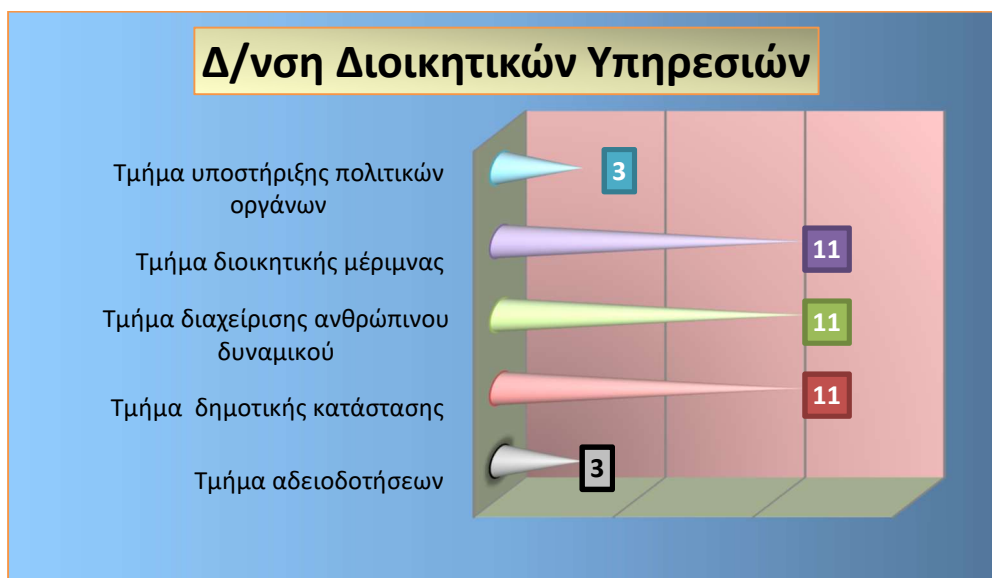 Δ/νση Διοικητικών Υπηρεσιών
Τμήμα υποστήριξης πολιτικών
οργάνων
3
Τμήμα διοικητικής μέριμνας
11
Τμήμα διαχείρισης ανθρώπινου
δυναμικού
11
Τμήμα  δημοτικής κατάστασης
11
Τμήμα αδειοδοτήσεων
3